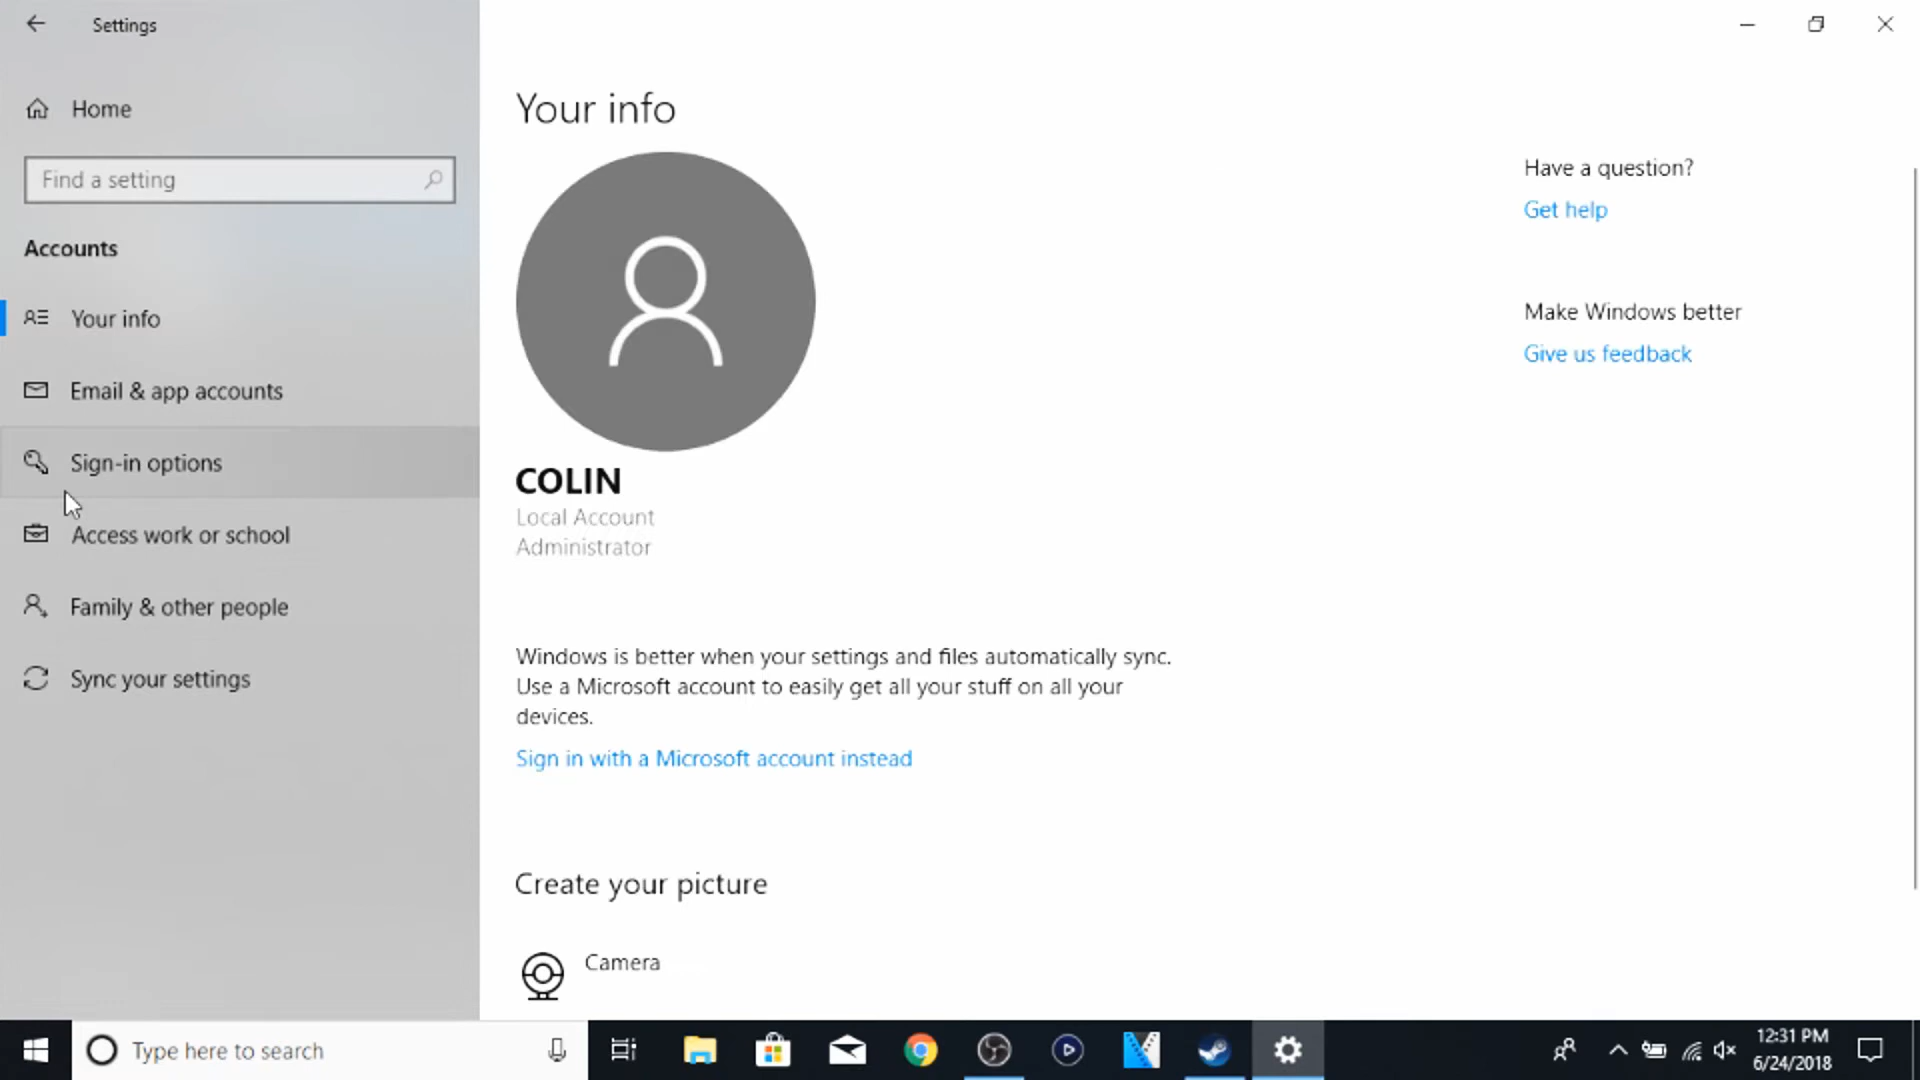 Settings
Home
Find a setting
Accounts
Your info
Email & app accounts
Sign-in options
Access work or school
Family & other people
Sync your settings
Your info
COLIN
Local Account
Administrator
Windows is better when your settings and files automatically sync.
Use a Microsoft account to easily get all your stuff on all your
devices.
Sign in with a Microsoft account instead
Create your picture
Camera
Have a question?
Get help
Make Windows better
Give us feedback
Type here to search
12:31 PM
6/24/2018